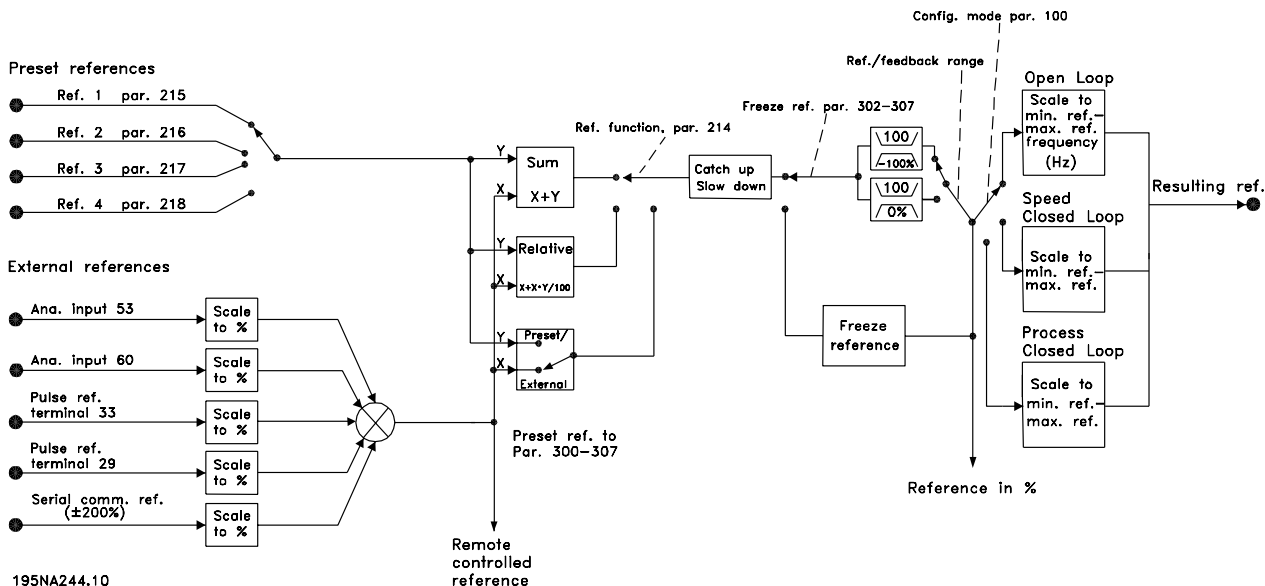 Config. mode par. 100
Preset references
Ref./feedback range
Open Loop
Ref. 1 par. 215
Ref. 2 par. 216
Ref. 3 par. 217
Ref. 4 par. 218
Ref. function, par. 214
Freeze ref. par. 302-307
Y
Sum
X
X+Y
Catch up
Slow down
100
-100%
100
0%
Scale to
min. ref.-
max. ref.
frequency
(Hz)
Resulting ref.
Speed
Closed Loop
Scale to
min. ref.-
max. ref.
Y
Relative
X
X+X*Y/100
External references
Ana. input 53
Scale
to %
Ana. input 60
Scale
to %
Pulse ref.
terminal 33
Scale
to %
Pulse ref.
terminal 29
Scale
to %
Serial comm. ref.
(±200%)
Scale
to %
Y
Preset/
X
External
Preset ref. to
Par. 300-307
Freeze
reference
Process
Closed Loop
Scale to
min. ref.-
max. ref.
Reference in %
Remote
controlled
reference
195NA244.10